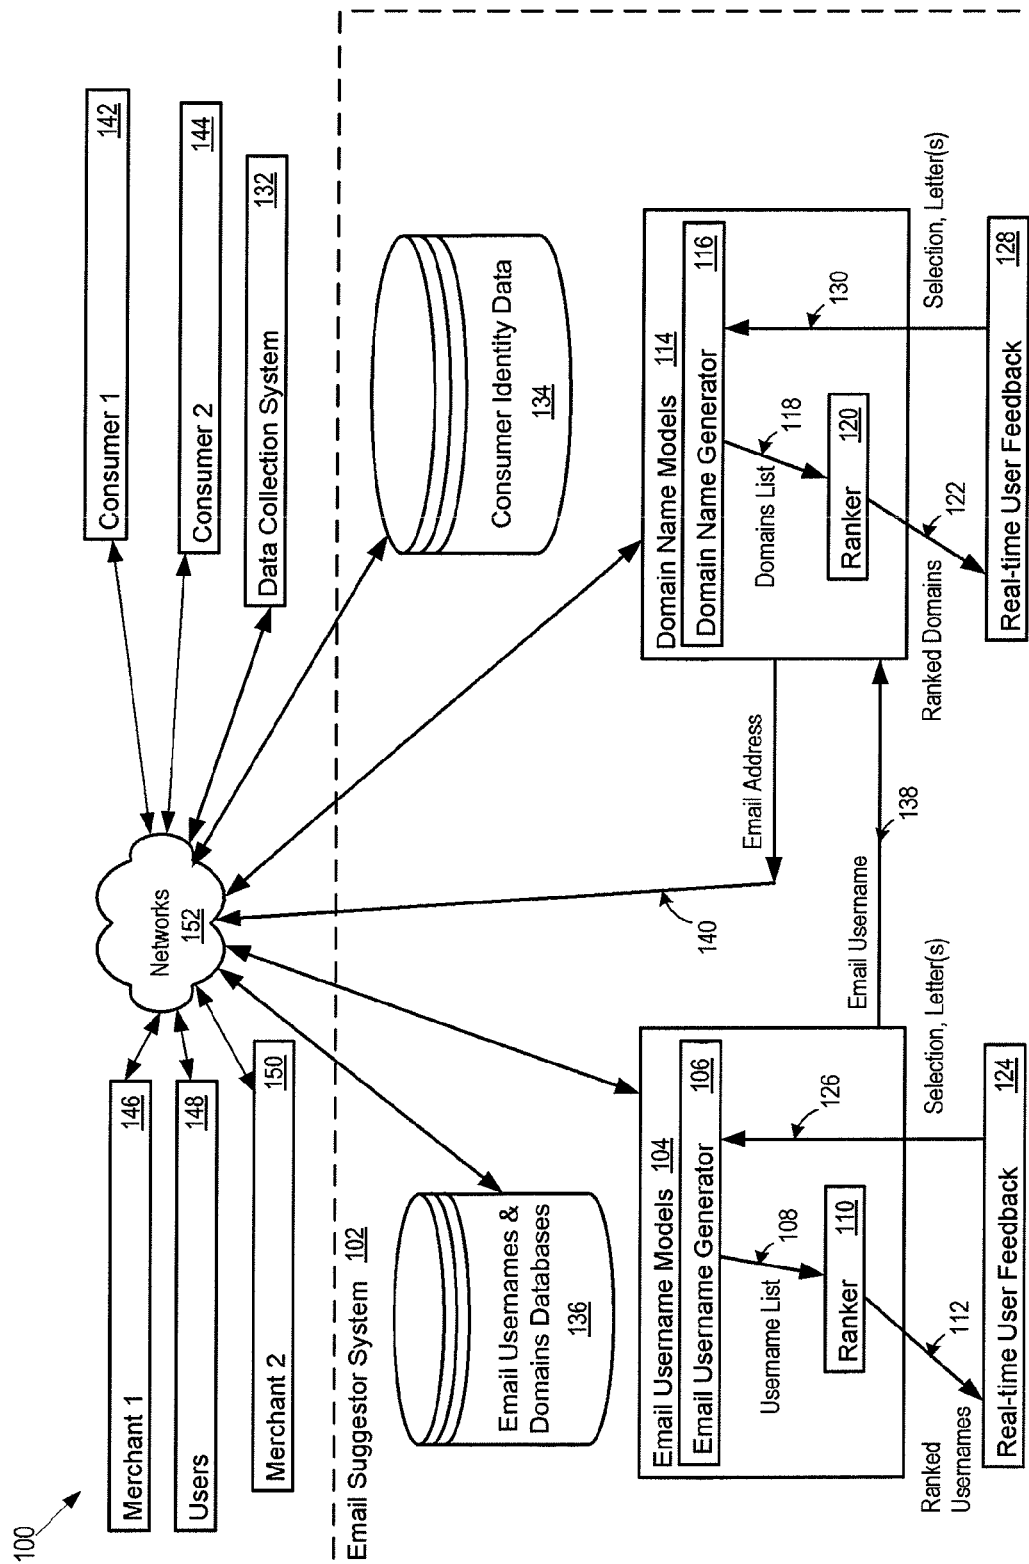 100
Merchant 1
146
Users
148
Merchant 2
150
Networks
152
Consumer 1
142
Consumer 2
144
Data Collection System
132
Email Suggestor System
102
Email Usernames &
Domains Databases
136
Consumer Identity Data
134
Email Username Models
104
Email Username Generator
106
Username List
108
Ranker
110
126
Ranked
Usernames
112
Selection, Letter(s)
Real-time User Feedback
124
Email Username
138
Email Address
140
Domain Name Models
114
Domain Name Generator
116
Domains List
118
Ranker
120
130
Ranked Domains
122
Selection, Letter(s)
Real-time User Feedback
128